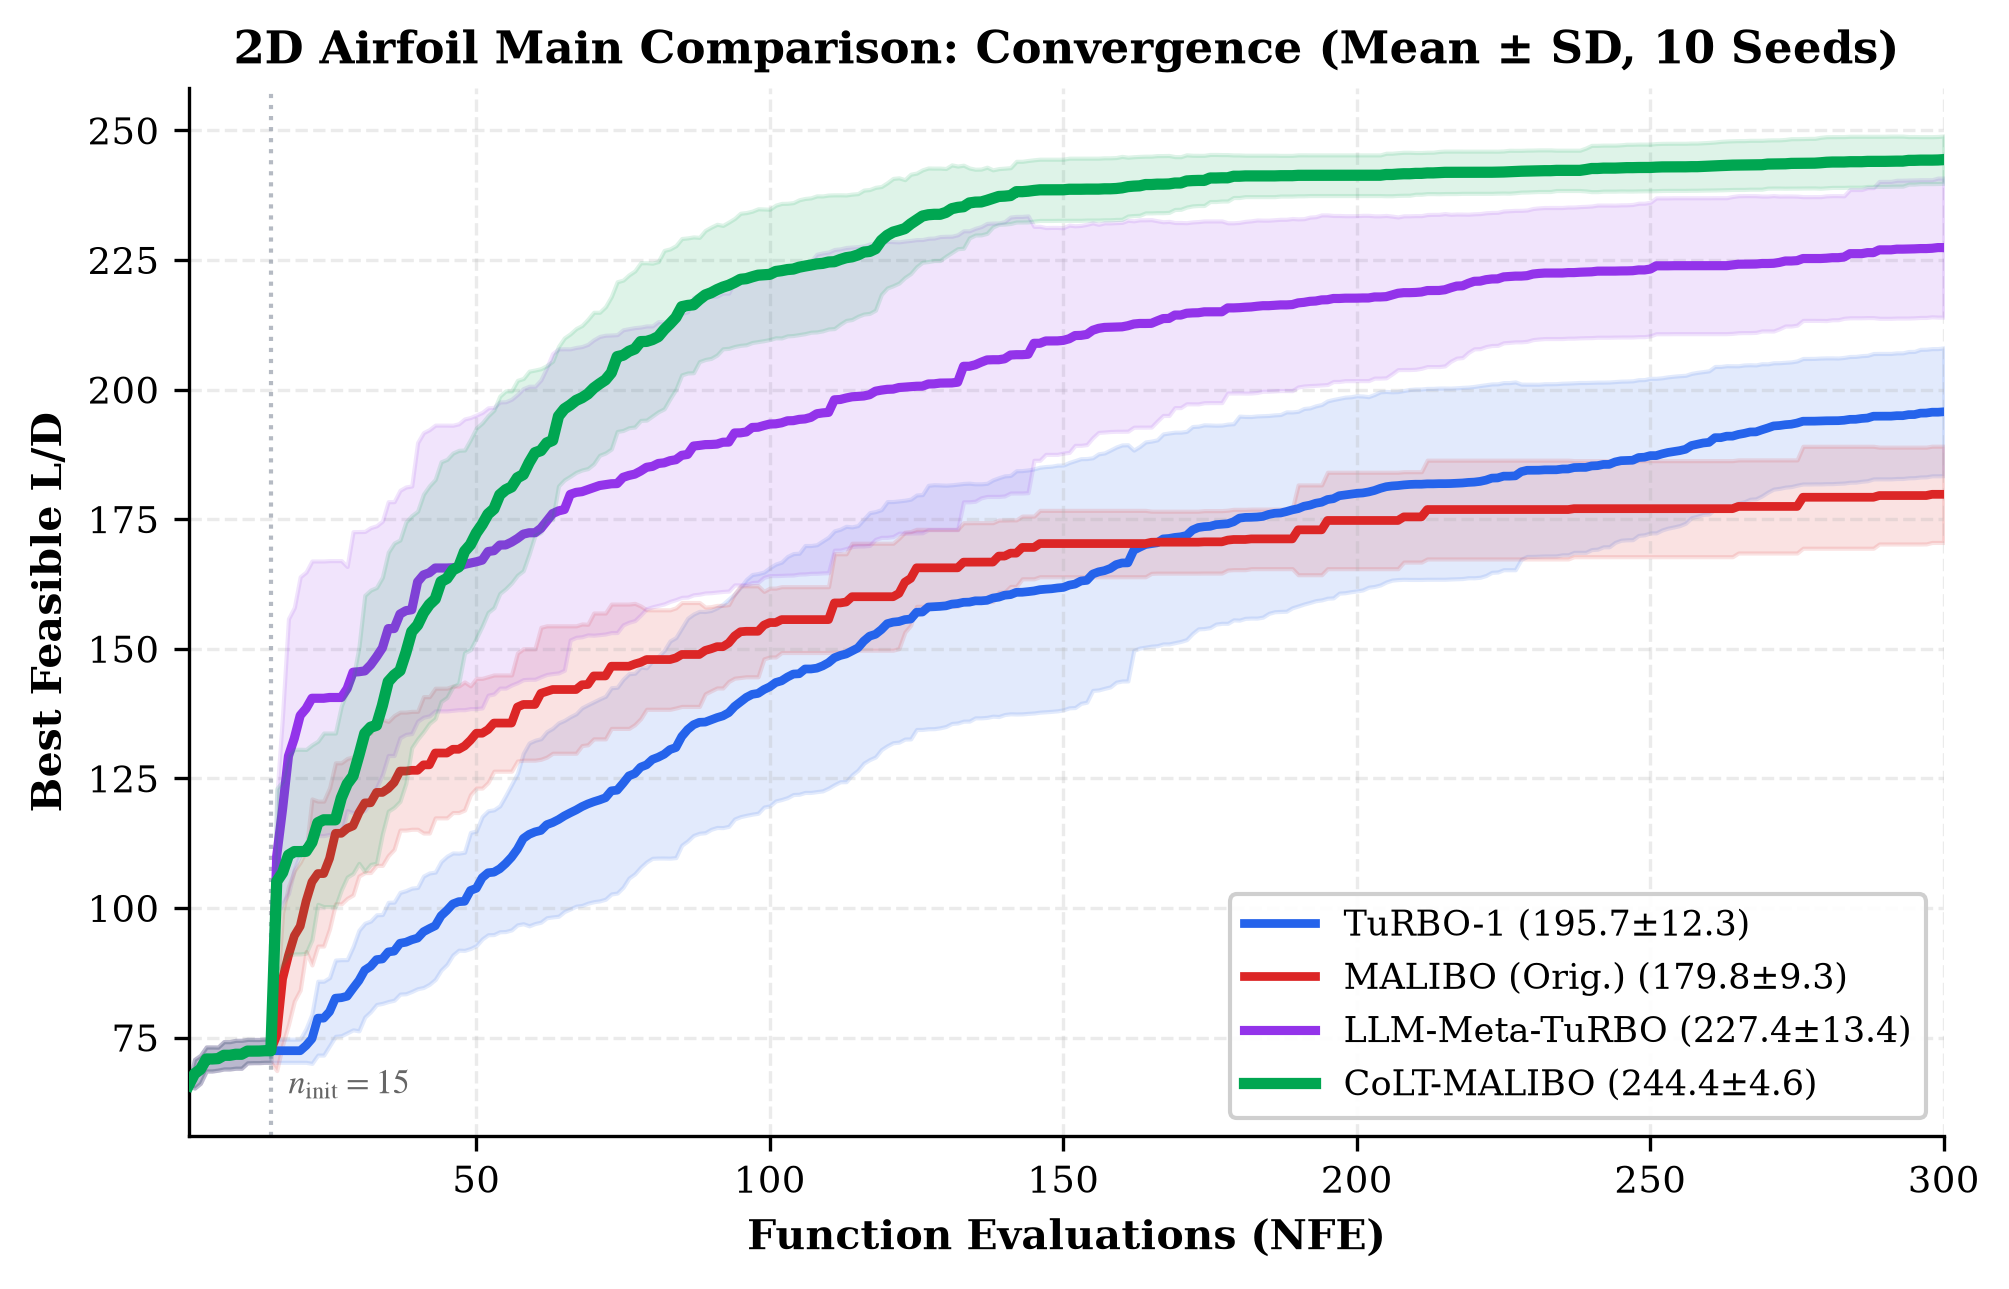 2D Airfoil Main Comparison: Convergence (Mean ± SD, 10 Seeds)
Best Feasible L/D
250
225
200
175
150
125
100
75
n_init = 15
TuRBO-1 (195.7±12.3)
MALIBO (Orig.) (179.8±9.3)
LLM-Meta-TuRBO (227.4±13.4)
CoLT-MALIBO (244.4±4.6)
50 100 150 200 250 300
Function Evaluations (NFE)